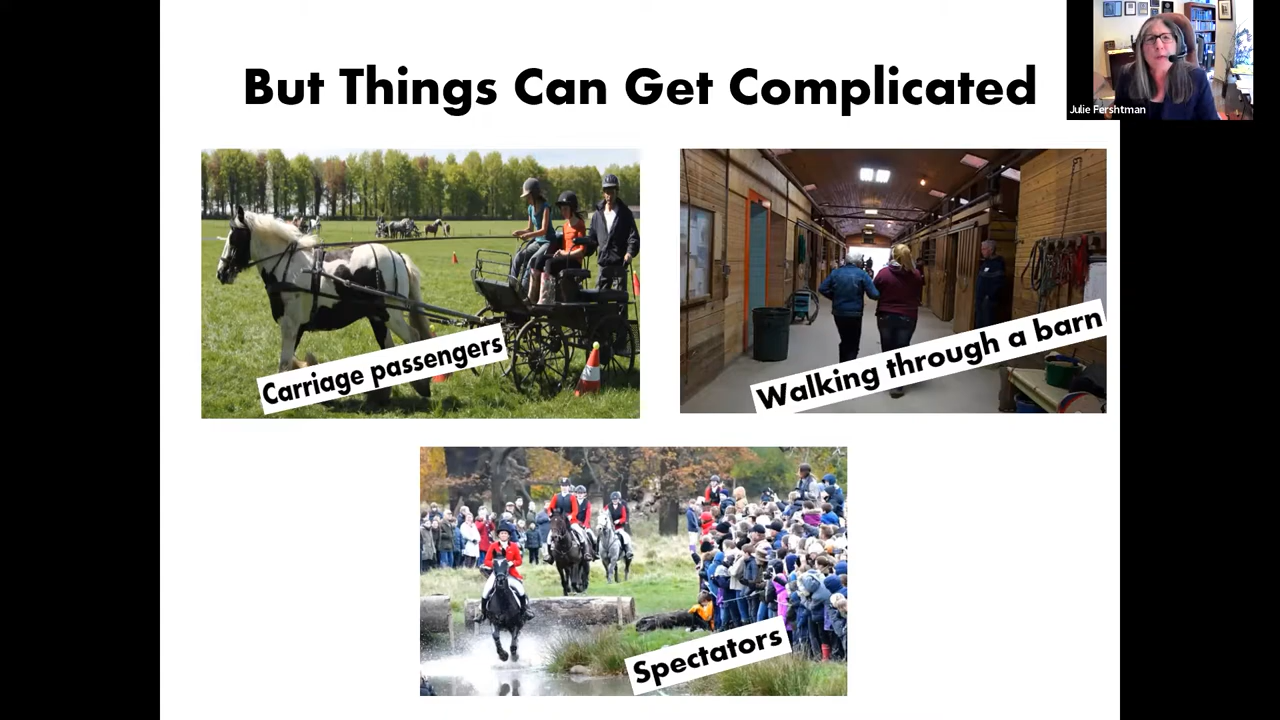 But Things Can Get Complicated
Julie Fershtman
Carriage passengers
Walking through a barn
Spectators